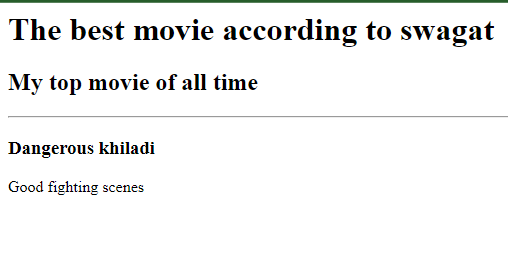 The best movie according to swagat
My top movie of all time
Dangerous khiladi
Good fighting scenes